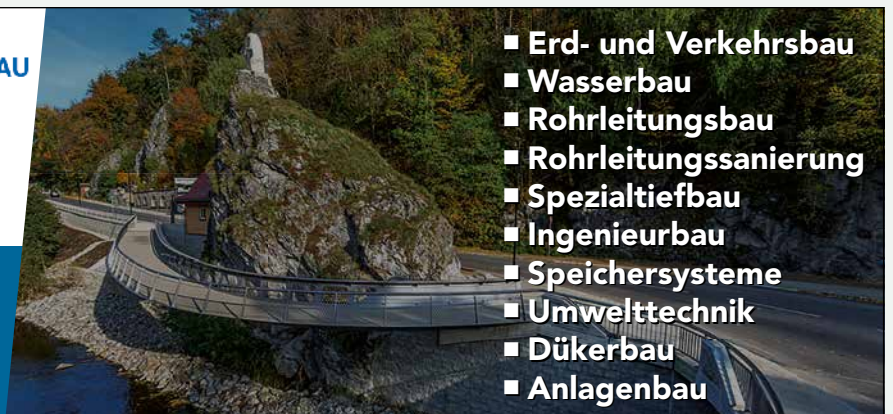 AU
■ Erd- und Verkehrsbau
■ Wasserbau
■ Rohrleitungsbau
■ Rohrleitungssanierung
■ Spezialtiefbau
■ Ingenieurbau
■ Speichersysteme
■ Umwelttechnik
■ Dükerbau
■ Anlagenbau